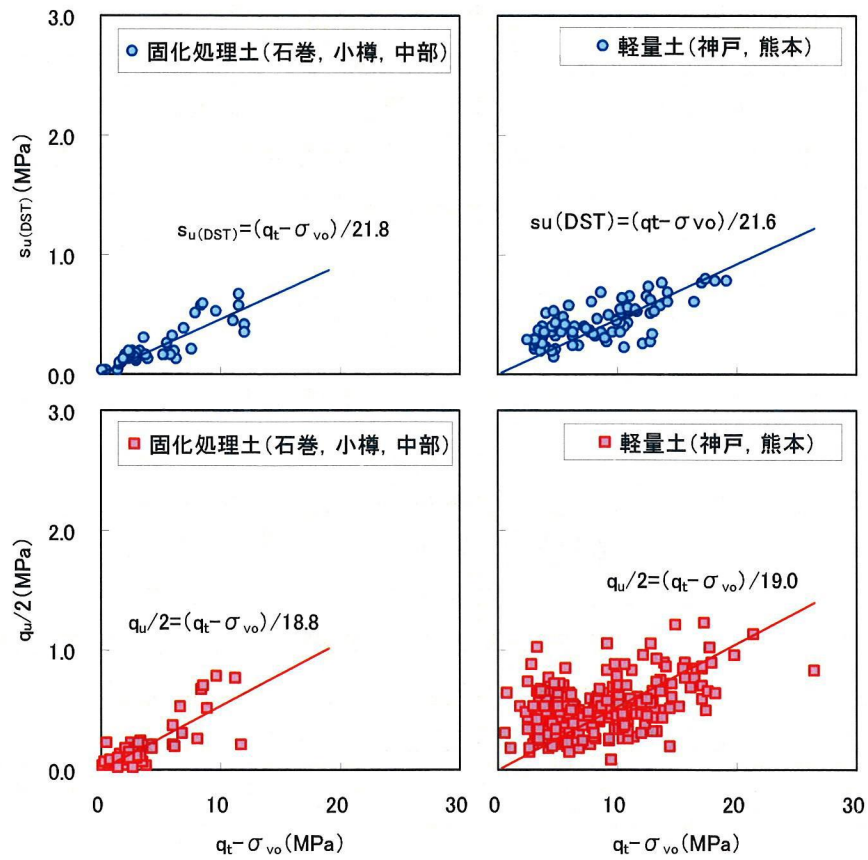 3.0
固化処理土(石巻, 小樽, 中部)
軽量土(神戸, 熊本)
2.0
su(DST)(MPa)
su(DST)=(qt-σvo)/21.8
su(DST)=(qt-σvo)/21.6
1.0
0.0
3.0
固化処理土(石巻, 小樽, 中部)
軽量土(神戸, 熊本)
2.0
qu/2(MPa)
qu/2=(qt-σvo)/18.8
qu/2=(qt-σvo)/19.0
1.0
0.0
0 10 20 30 0 10 20 30
qt-σvo(MPa)
qt-σvo(MPa)